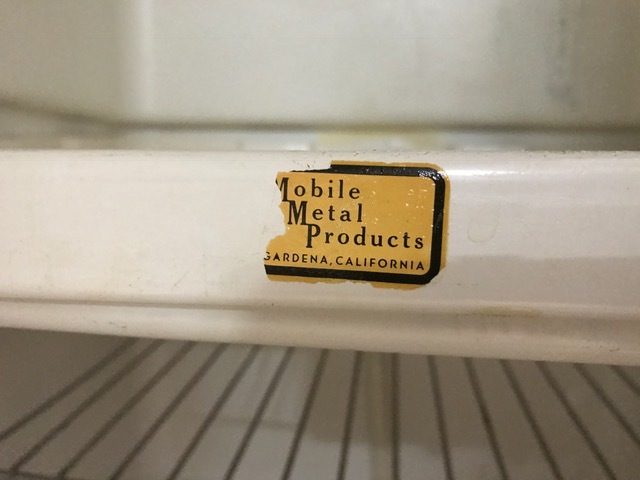 Mobile
Metal
Products
GARDENA, CALIFORNIA